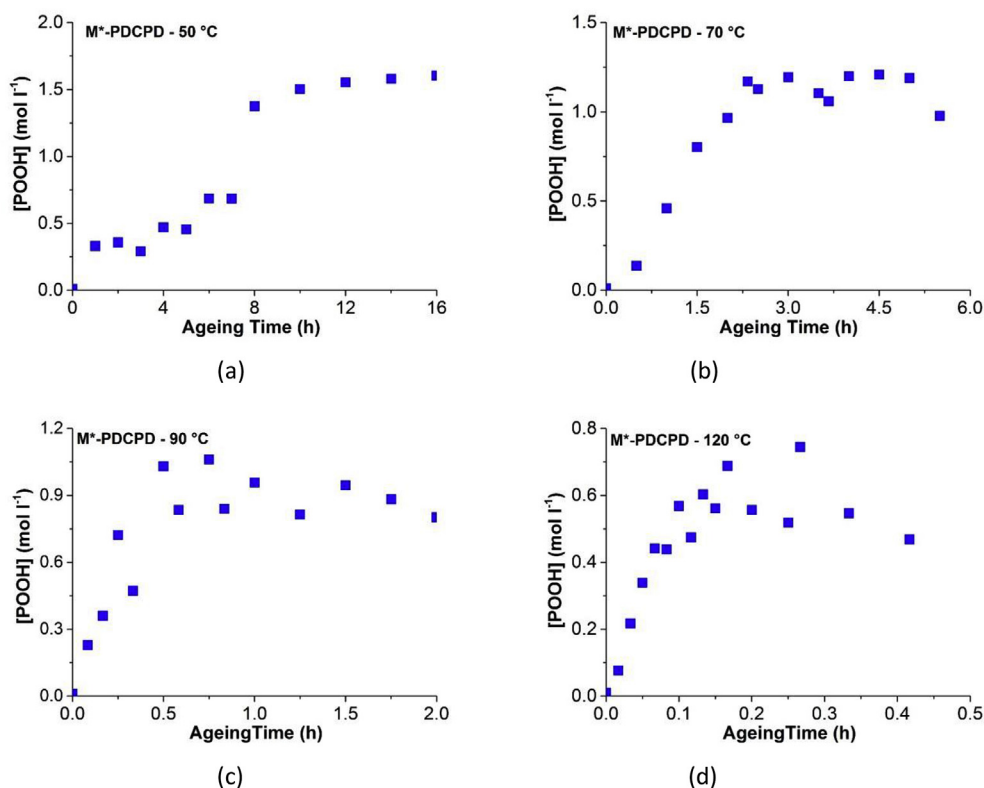 M*-PDCPD - 50 °C
[POOH] (mol l⁻¹)
2.0
1.5
1.0
0.5
0.0
0 4 8 12 16
Ageing Time (h)
(a)
M*-PDCPD - 70 °C
[POOH] (mol l⁻¹)
1.5
1.0
0.5
0.0
0.0 1.5 3.0 4.5 6.0
Ageing Time (h)
(b)
M*-PDCPD - 90 °C
[POOH] (mol l⁻¹)
1.2
0.9
0.6
0.3
0.0
0.0 0.5 1.0 1.5 2.0
AgeingTime (h)
(c)
M*-PDCPD - 120 °C
[POOH] (mol l⁻¹)
0.8
0.6
0.4
0.2
0.0
0.0 0.1 0.2 0.3 0.4 0.5
AgeingTime (h)
(d)